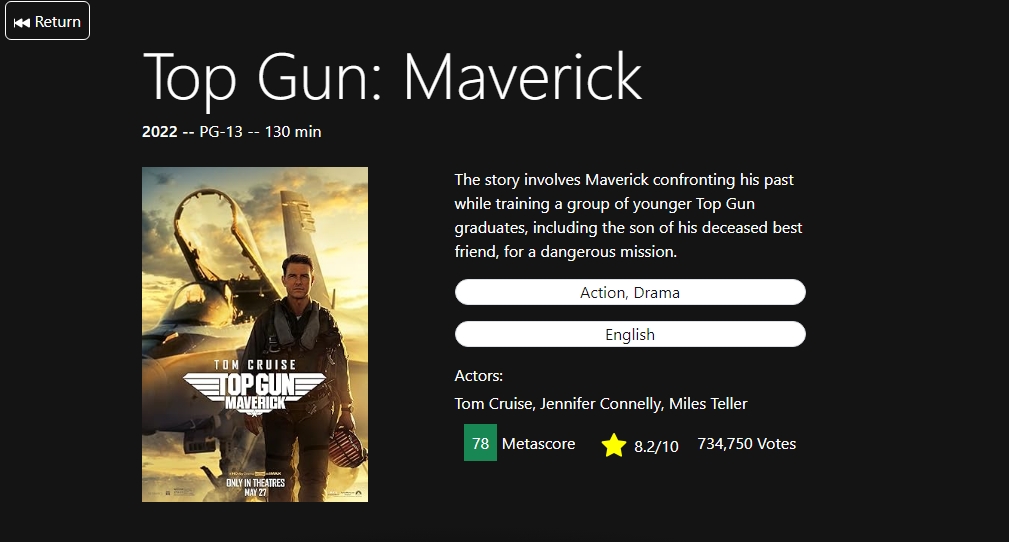 Return
Top Gun: Maverick
2022 -- PG-13 -- 130 min
The story involves Maverick confronting his past
while training a group of younger Top Gun
graduates, including the son of his deceased best
friend, for a dangerous mission.
Action, Drama
English
Actors:
Tom Cruise, Jennifer Connelly, Miles Teller
78 Metascore 8.2/10 734,750 Votes
TOM CRUISE
TOP GUN
MAVERICK
ONLY IN THEATRES
MAY 27